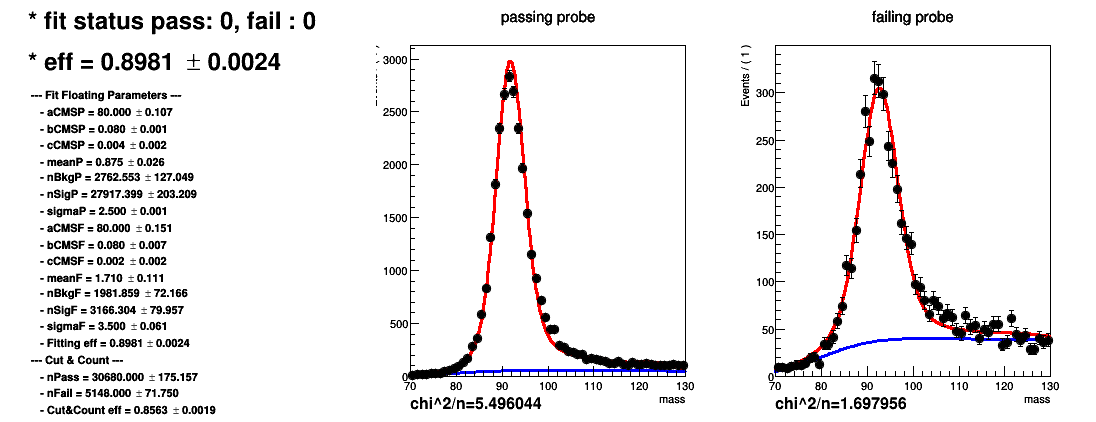 * fit status pass: 0, fail : 0
* eff = 0.8981 ± 0.0024
--- Fit Floating Parameters ---
- aCMSP = 80.000 ± 0.107
- bCMSP = 0.080 ± 0.001
- cCMSP = 0.004 ± 0.002
- meanP = 0.875 ± 0.026
- nBkgP = 2762.553 ± 127.049
- nSigP = 27917.399 ± 203.209
- sigmaP = 2.500 ± 0.001
- aCMSF = 80.000 ± 0.151
- bCMSF = 0.080 ± 0.007
- cCMSF = 0.002 ± 0.002
- meanF = 1.710 ± 0.111
- nBkgF = 1981.859 ± 72.166
- nSigF = 3166.304 ± 79.957
- sigmaF = 3.500 ± 0.061
- Fitting eff = 0.8981 ± 0.0024
--- Cut & Count ---
- nPass = 30680.000 ± 175.157
- nFail = 5148.000 ± 71.750
- Cut&Count eff = 0.8563 ± 0.0019
passing probe
3000
2500
2000
1500
1000
500
0
70 80 90 100 110 120 130
mass
chi^2/n=5.496044
failing probe
Events / ( 1 )
300
250
200
150
100
50
0
70 80 90 100 110 120 130
mass
chi^2/n=1.697956